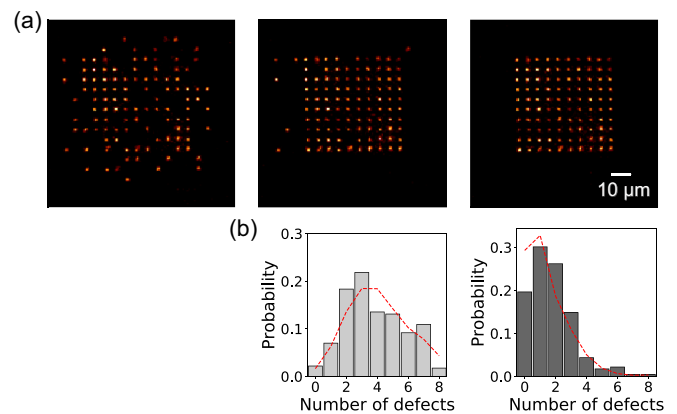 (a)
10 μm
(b)
0.3
0.2
0.1
0.0
Probability
0 2 4 6 8
Number of defects
0.3
0.2
0.1
0.0
Probability
0 2 4 6 8
Number of defects